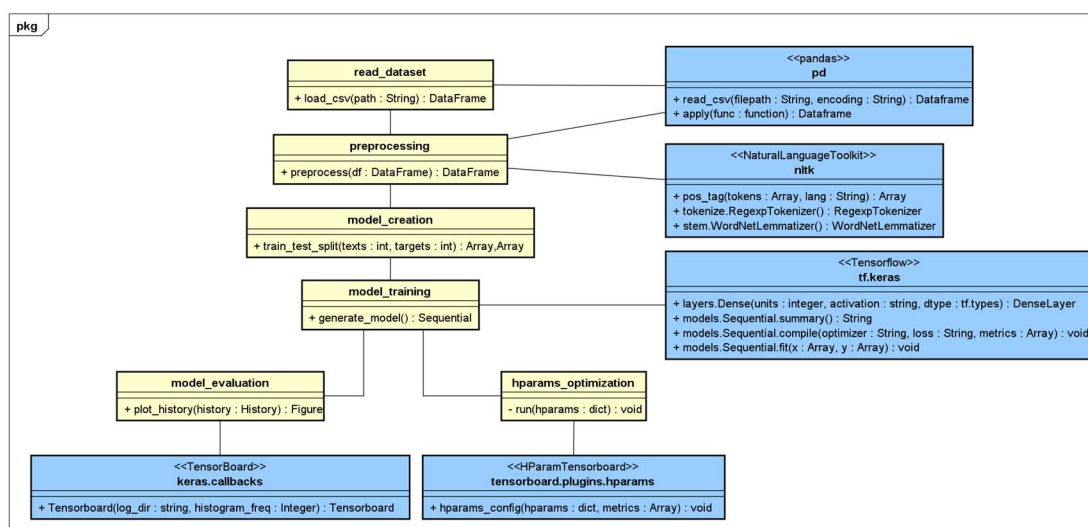 pkg
read_dataset
+ load_csv(path : String) : DataFrame
<<pandas>>
pd
+ read_csv(filepath : String, encoding : String) : Dataframe
+ apply(func : function) : Dataframe
preprocessing
+ preprocess(df : DataFrame) : DataFrame
<<NaturalLanguageToolkit>>
nltk
+ pos_tag(tokens : Array, lang : String) : Array
+ tokenize.RegexpTokenizer() : RegexpTokenizer
+ stem.WordNetLemmatizer() : WordNetLemmatizer
model_creation
+ train_test_split(texts : int, targets : int) : Array,Array
<<Tensorflow>>
tf.keras
+ layers.Dense(units : integer, activation : string, dtype : tf.types) : DenseLayer
+ models.Sequential.summary() : String
+ models.Sequential.compile(optimizer : String, loss : String, metrics : Array) : void
+ models.Sequential.fit(x : Array, y : Array) : void
model_training
+ generate_model() : Sequential
model_evaluation
+ plot_history(history : History) : Figure
hparams_optimization
- run(hparams : dict) : void
<<TensorBoard>>
keras.callbacks
+ Tensorboard(log_dir : string, histogram_freq : Integer) : Tensorboard
<<HParamTensorboard>>
tensorboard.plugins.hparams
+ hparams_config(hparams : dict, metrics : Array) : void